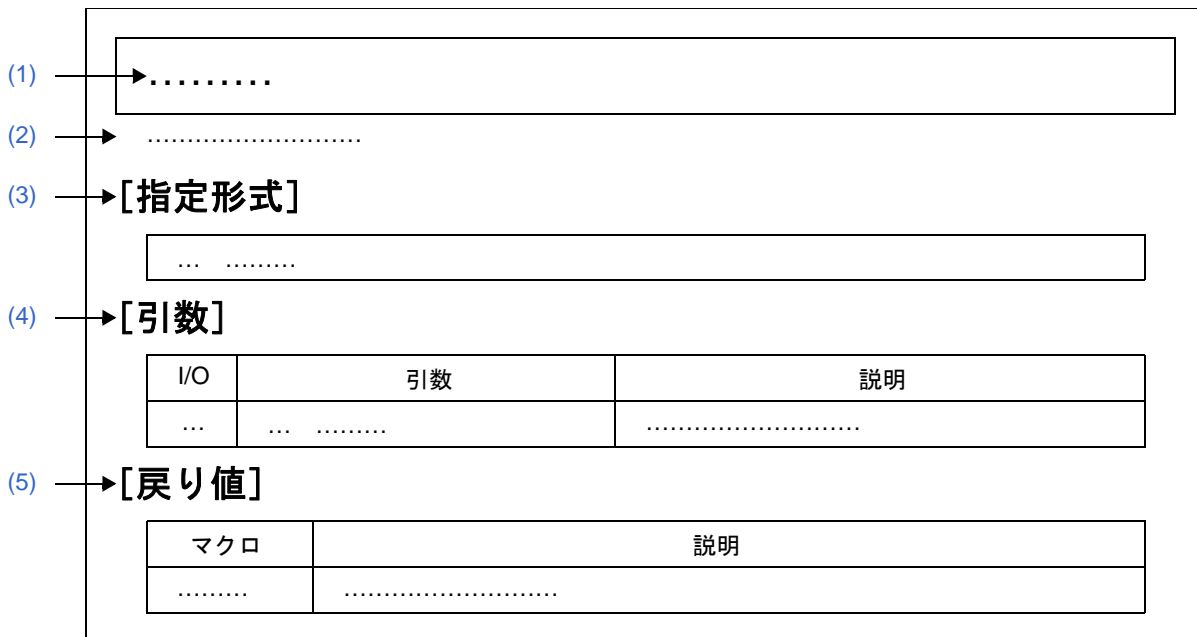 (1) .........
(2) ...........................
(3) [指定形式]
... .........
(4) [引数]
I/O 引数 説明
... ... ......... ...........................
(5) [戻り値]
マクロ 説明
......... ...........................